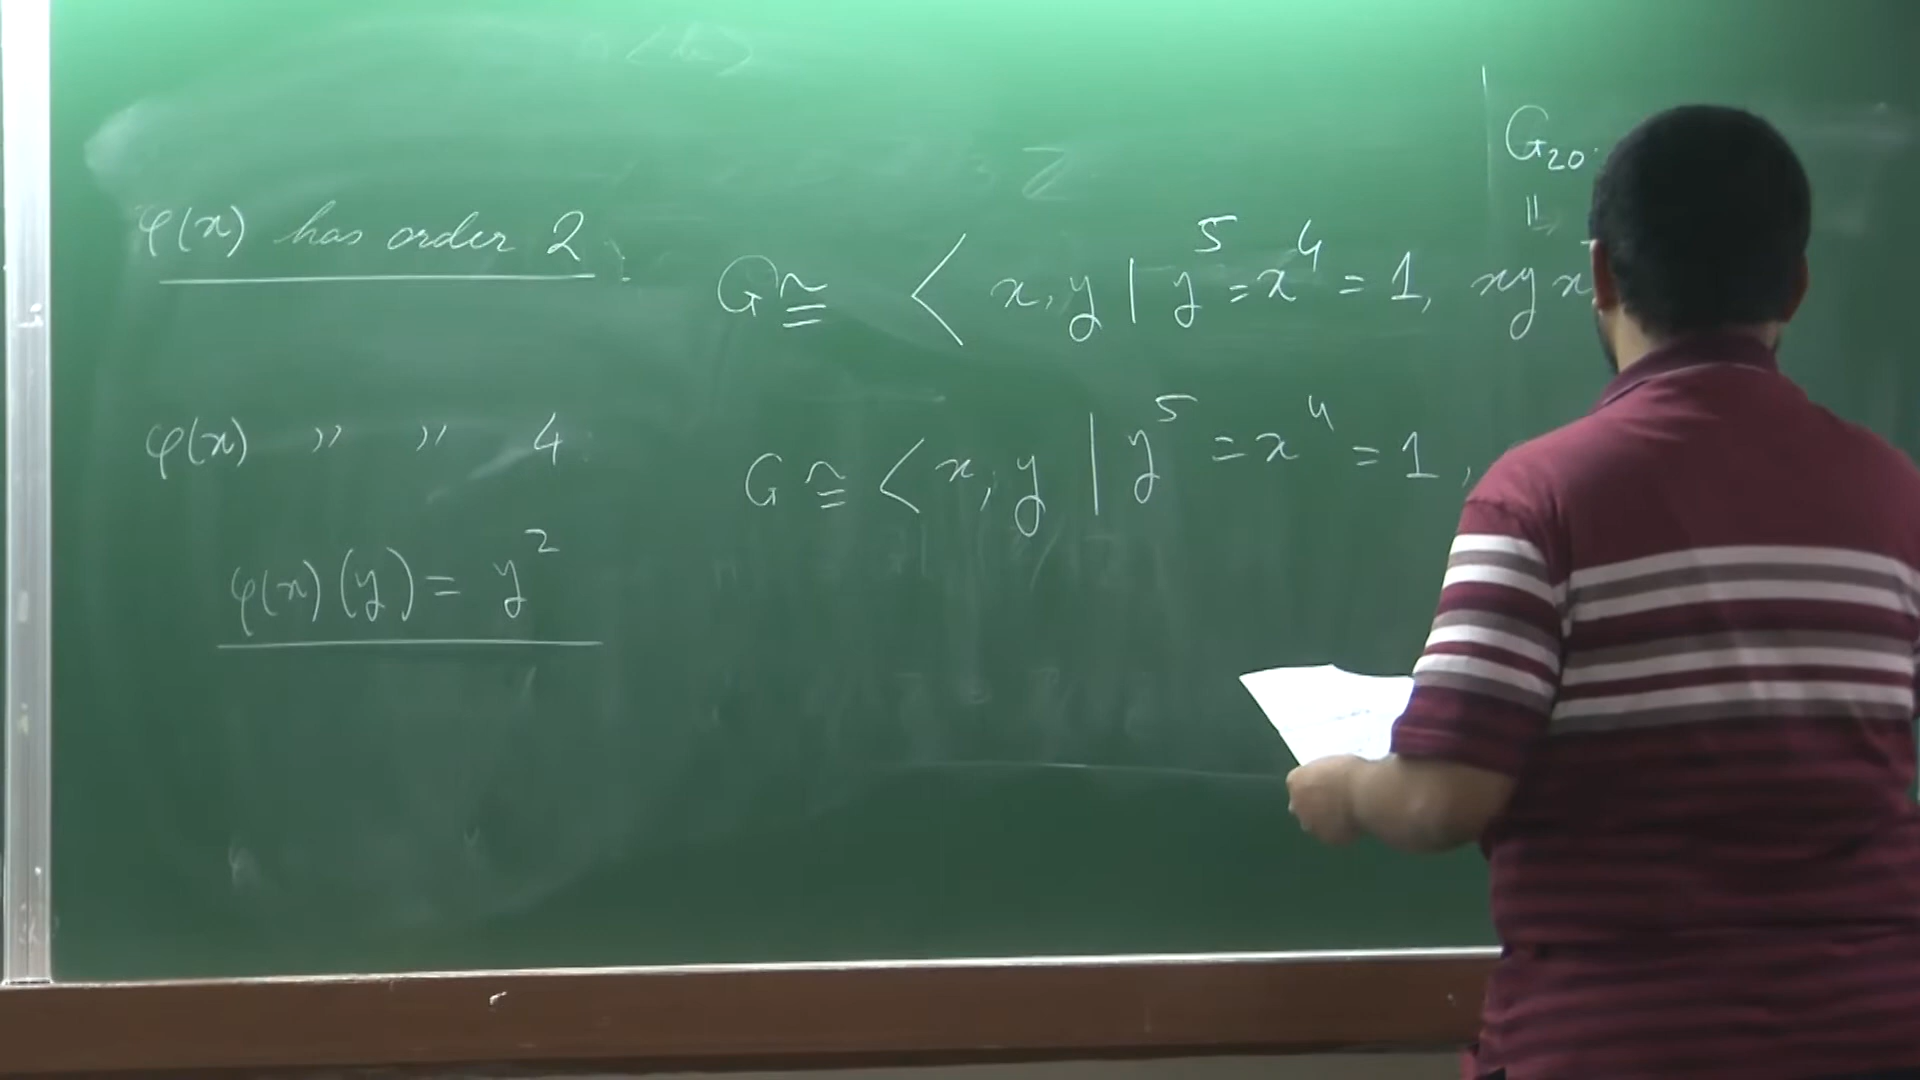 G₂₀
φ(x) has order 2 :
G ≅ < x, y | y⁵ = x⁴ = 1, xyx
φ(x) " " 4
G ≅ < x, y | y⁵ = x⁴ = 1,
φ(x)(y) = y²